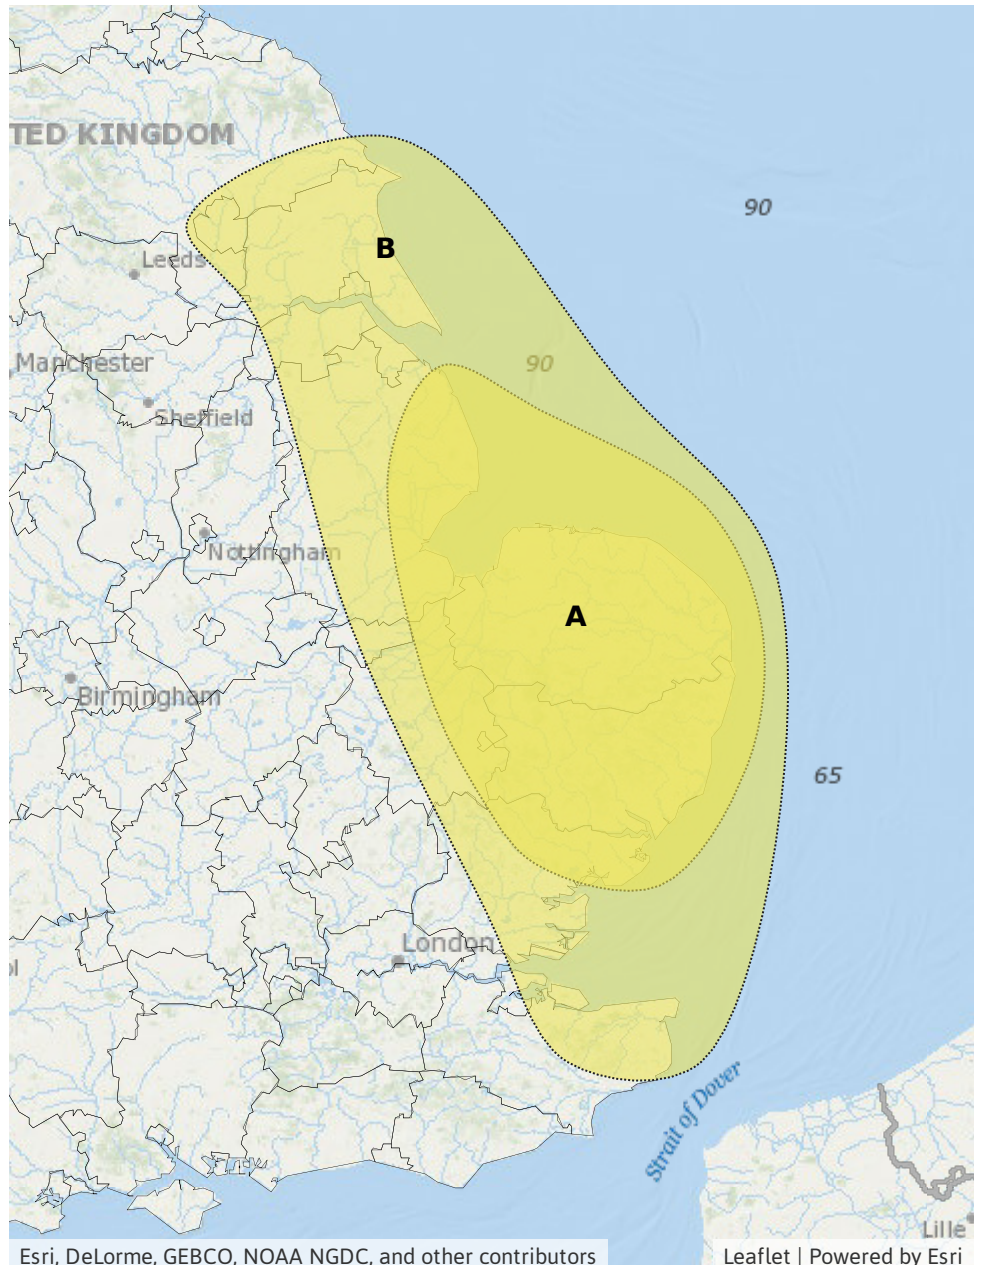 TED KINGDOM
90
B
Leeds
Manchester
90
Sheffield
Nottingham
A
Birmingham
65
London
ol
Strait of Dover
Lille
Esri, DeLorme, GEBCO, NOAA NGDC, and other contributors
Leaflet | Powered by Esri